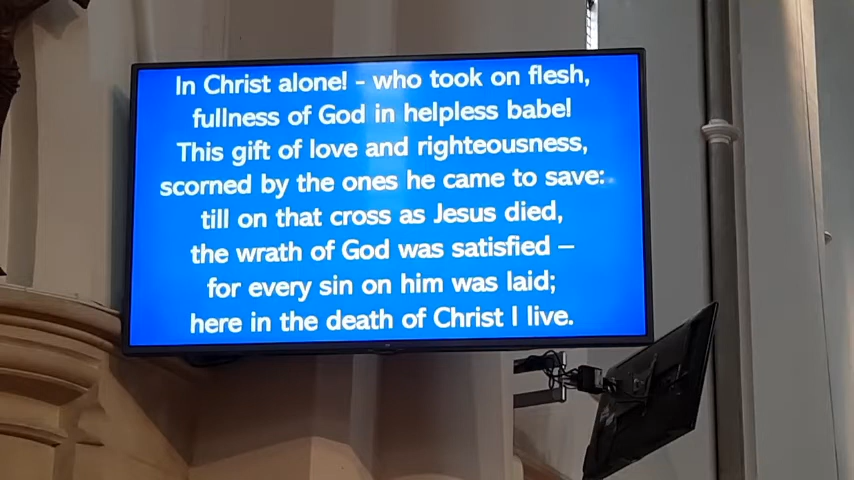 In Christ alone! - who took on flesh,
fullness of God in helpless babe!
This gift of love and righteousness,
scorned by the ones he came to save:
till on that cross as Jesus died,
the wrath of God was satisfied –
for every sin on him was laid;
here in the death of Christ I live.